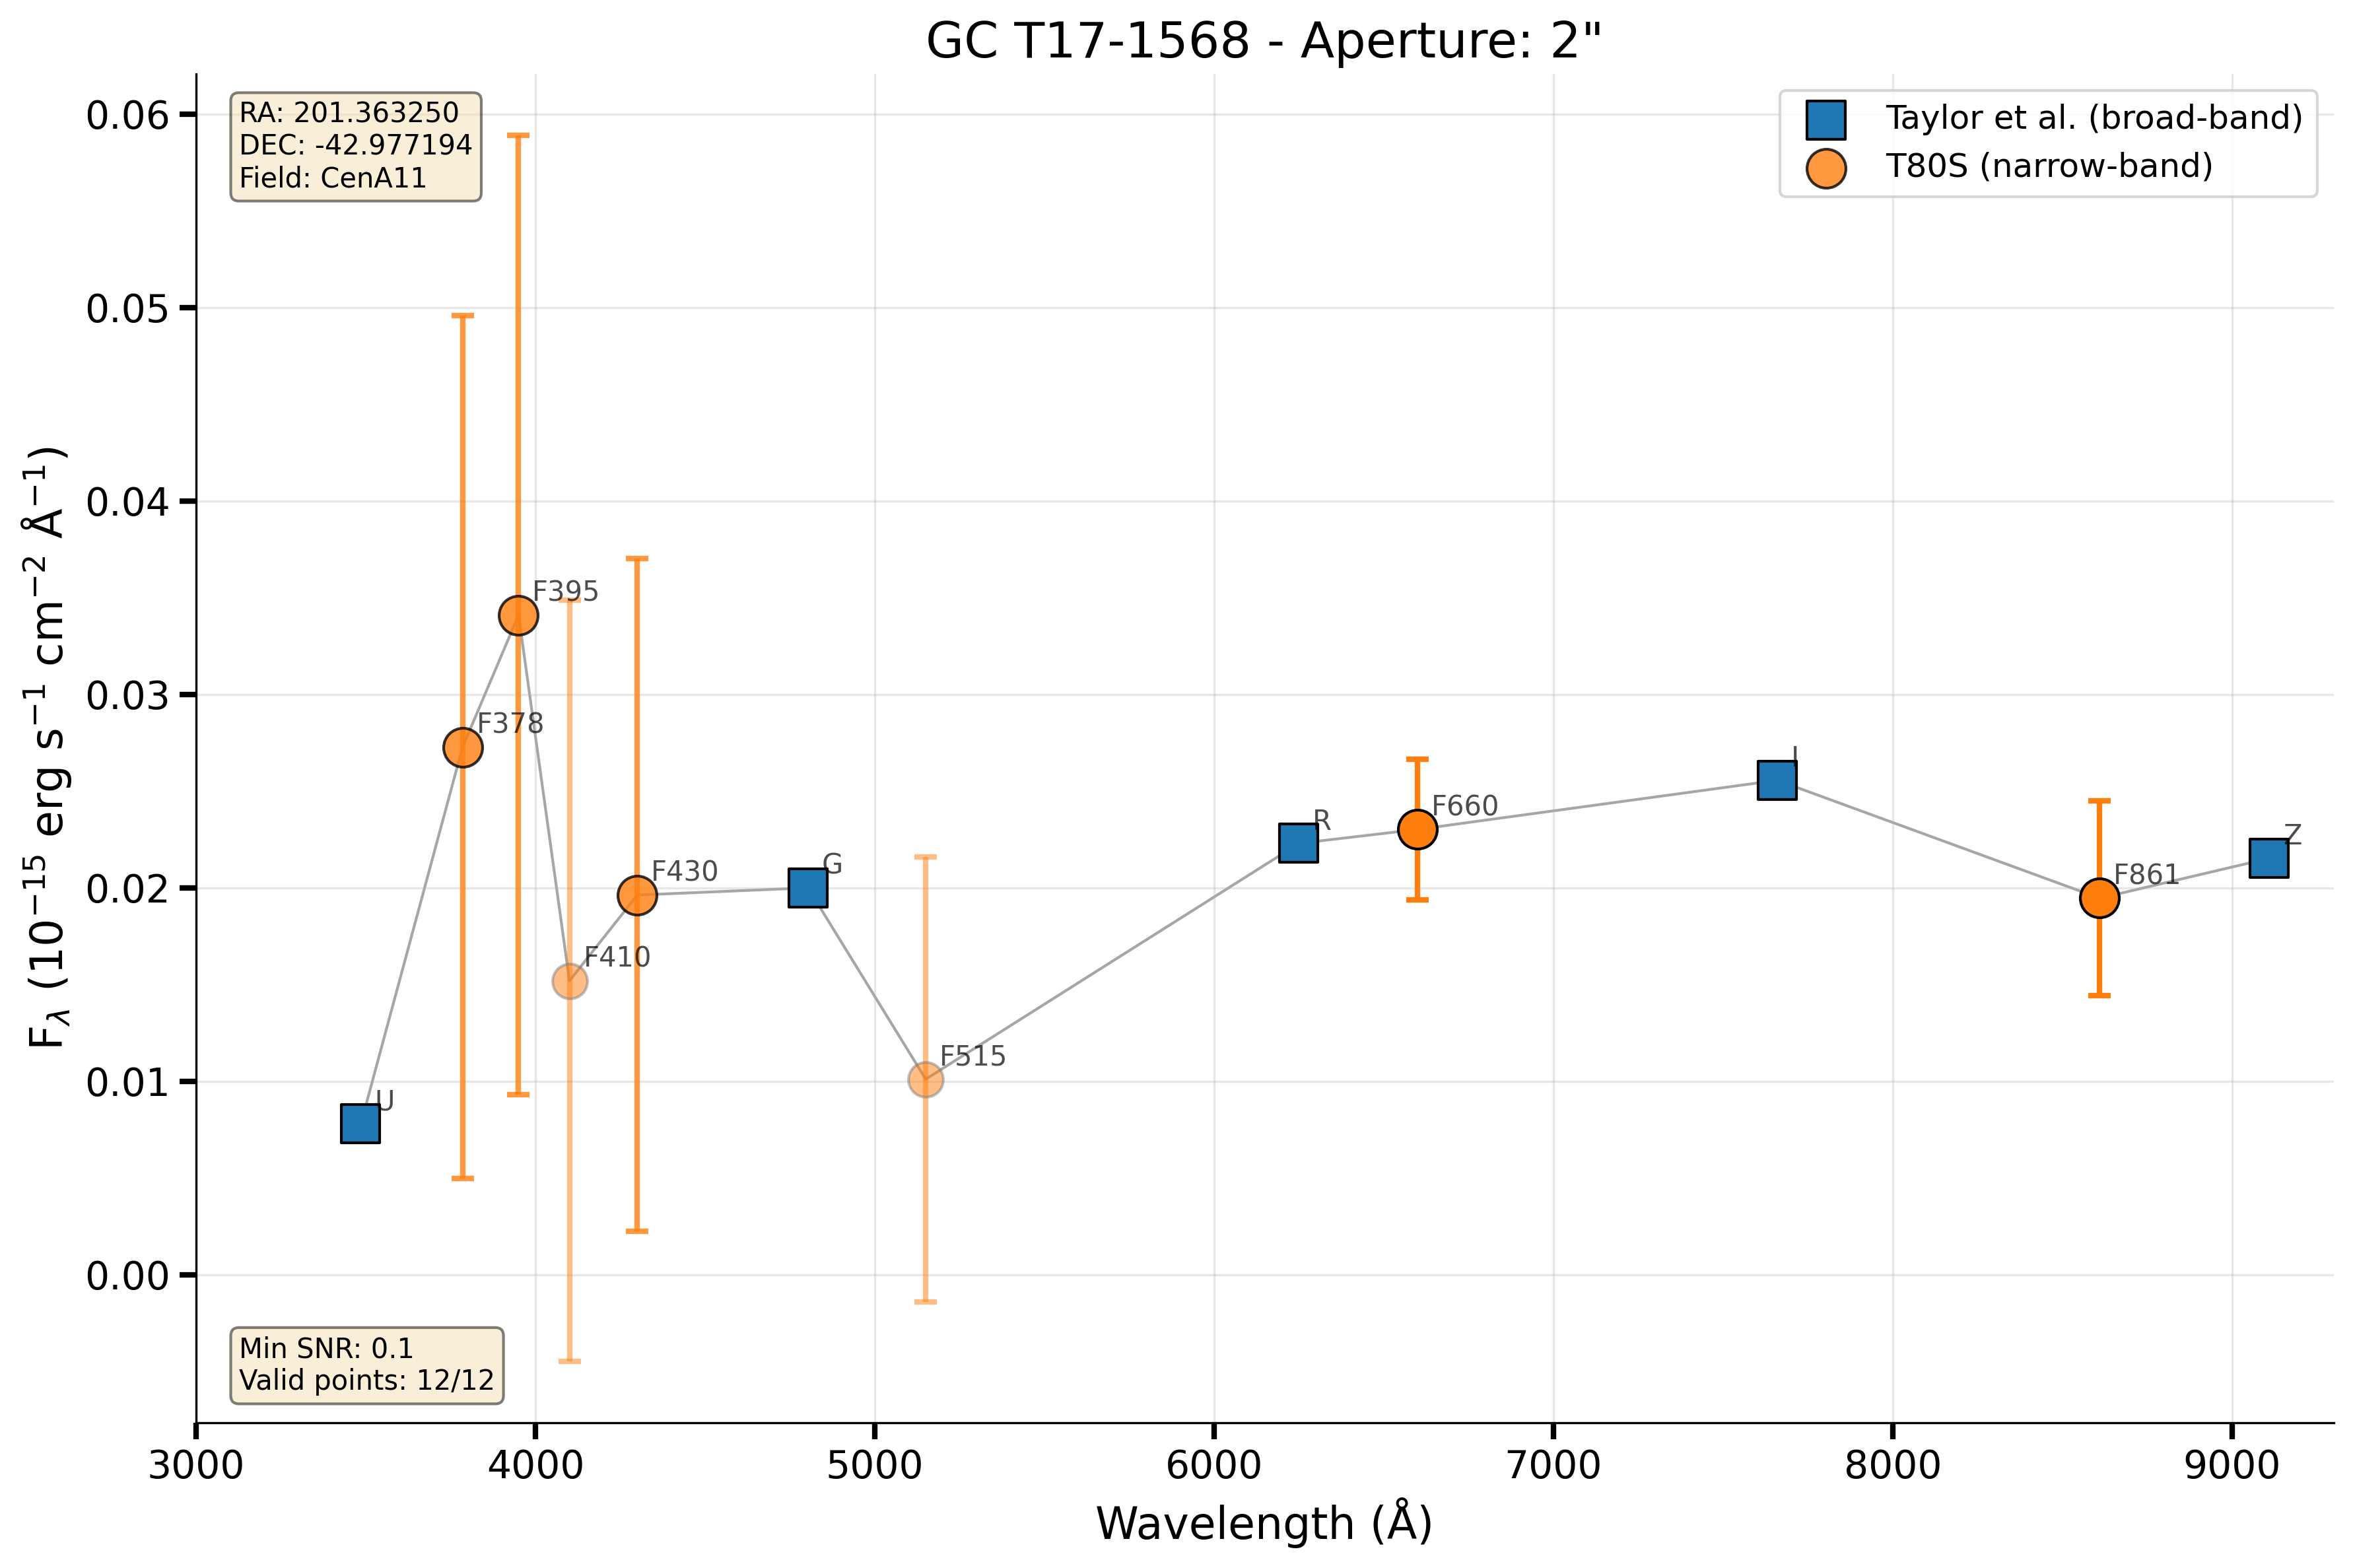 GC T17-1568 - Aperture: 2"
RA: 201.363250
DEC: -42.977194
Field: CenA11
Taylor et al. (broad-band)
T80S (narrow-band)
0.06
0.05
0.04
0.03
0.02
0.01
0.00
F$_λ$ (10$^{-15}$ erg s$^{-1}$ cm$^{-2}$ Å$^{-1}$)
F395
F378
F410
F430
G
F515
U
R
F660
I
F861
Z
Min SNR: 0.1
Valid points: 12/12
3000 4000 5000 6000 7000 8000 9000
Wavelength (Å)